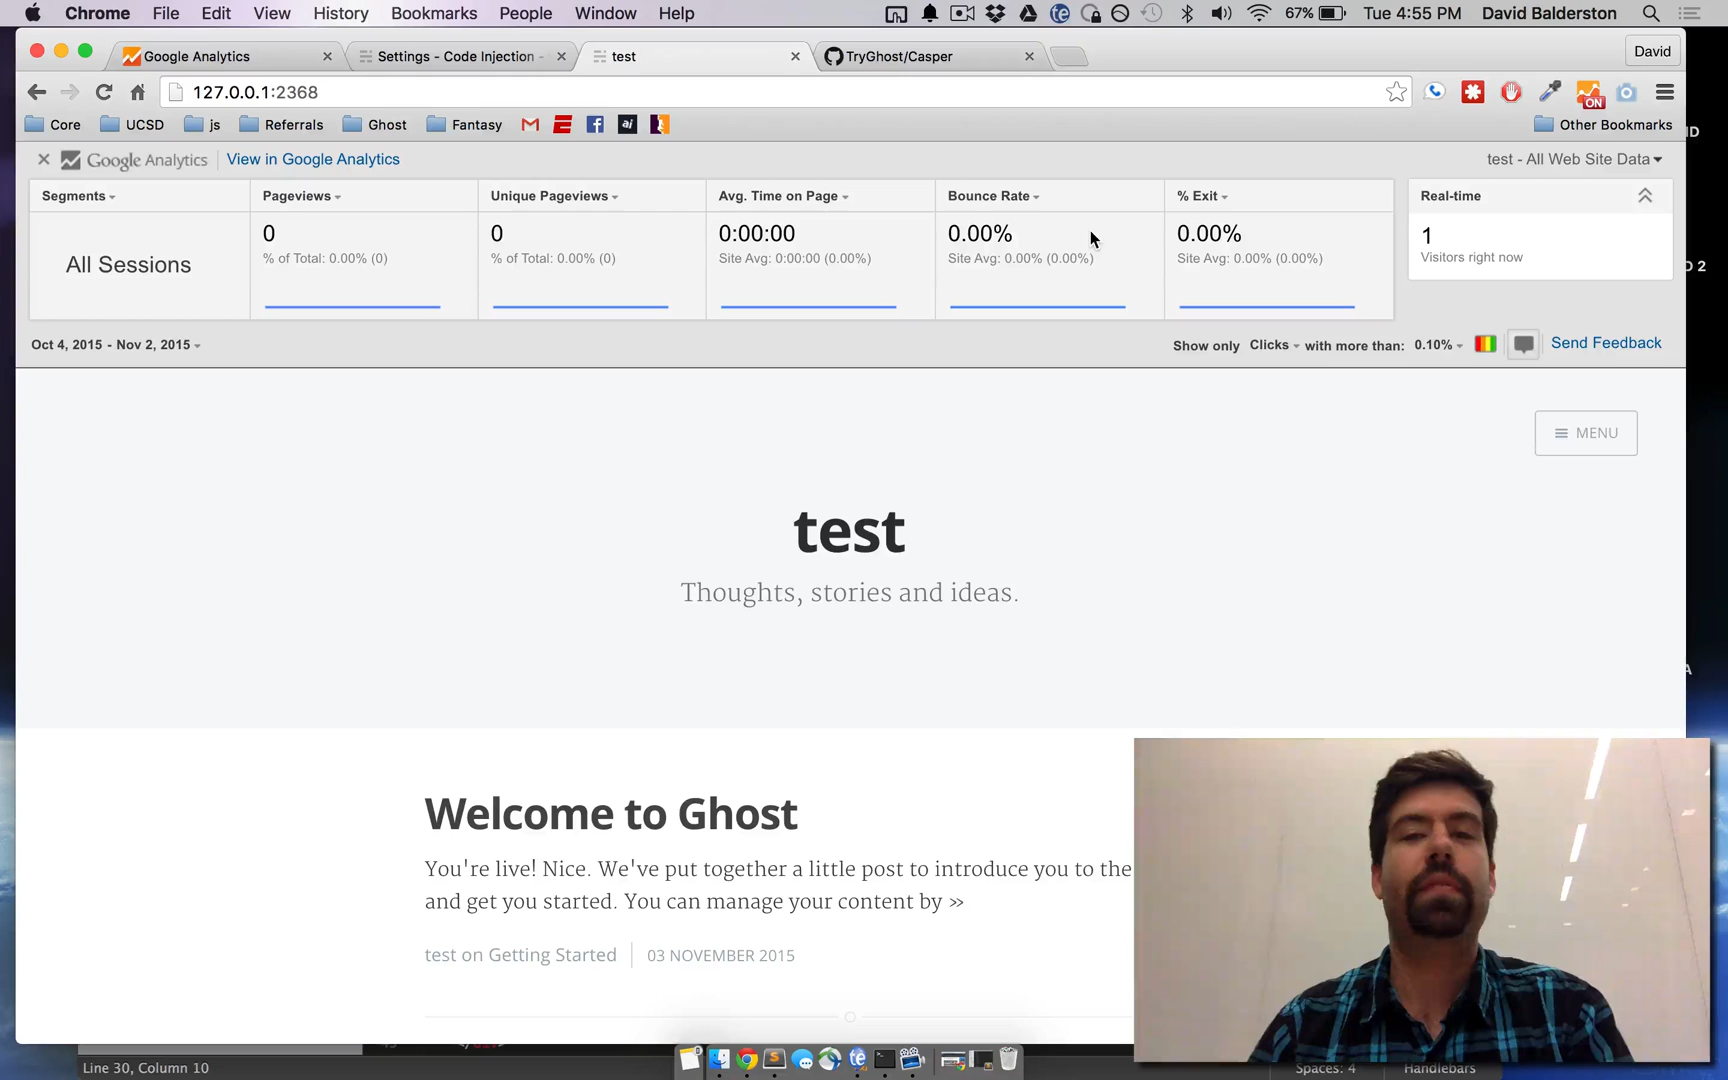 Chrome File Edit View History Bookmarks People Window Help 67% Tue 4:55 PM David Balderston
Google Analytics Settings - Code Injection - test TryGhost/Casper David
127.0.0.1:2368 ON
Core UCSD js Referrals Ghost Fantasy Other Bookmarks
Google Analytics View in Google Analytics test - All Web Site Data
Segments Pageviews Unique Pageviews Avg. Time on Page Bounce Rate % Exit Real-time
0 0 0:00:00 0.00% 0.00% 1
All Sessions % of Total: 0.00% (0) % of Total: 0.00% (0) Site Avg: 0:00:00 (0.00%) Site Avg: 0.00% (0.00%) Site Avg: 0.00% (0.00%) Visitors right now
Oct 4, 2015 - Nov 2, 2015 Show only Clicks with more than: 0.10% Send Feedback
MENU
test
Thoughts, stories and ideas.
Welcome to Ghost
You're live! Nice. We've put together a little post to introduce you to the
and get you started. You can manage your content by »
test on Getting Started 03 NOVEMBER 2015
Line 30, Column 10 Spaces: 4 Handlebars